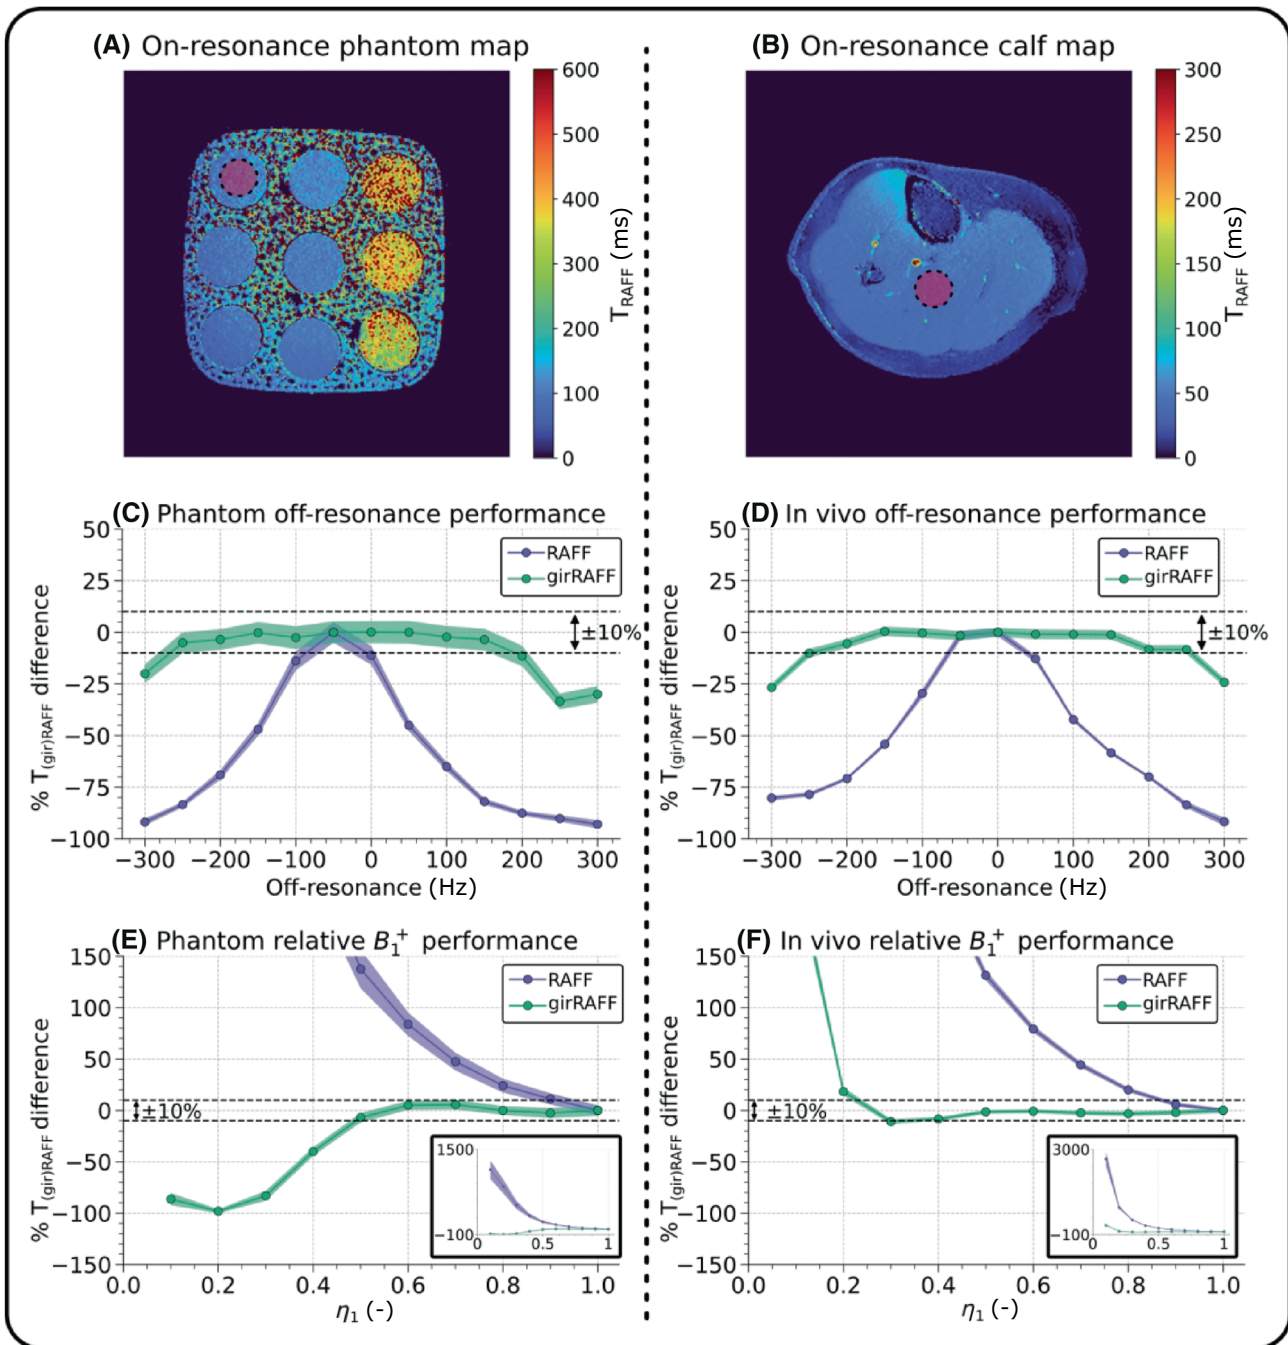 (A) On-resonance phantom map
600
500
400
300
200
100
0
T_RAFF (ms)
(B) On-resonance calf map
300
250
200
150
100
50
0
T_RAFF (ms)
(C) Phantom off-resonance performance
50
25
0
−25
−50
−75
−100
% T_(gir)RAFF difference
RAFF
girRAFF
±10%
−300 −200 −100 0 100 200 300
Off-resonance (Hz)
(D) In vivo off-resonance performance
50
25
0
−25
−50
−75
−100
% T_(gir)RAFF difference
RAFF
girRAFF
±10%
−300 −200 −100 0 100 200 300
Off-resonance (Hz)
(E) Phantom relative B₁⁺ performance
150
100
50
0
−50
−100
−150
% T_(gir)RAFF difference
RAFF
girRAFF
±10%
1500
−100
0 0.5 1
0.0 0.2 0.4 0.6 0.8 1.0
η₁ (-)
(F) In vivo relative B₁⁺ performance
150
100
50
0
−50
−100
−150
% T_(gir)RAFF difference
RAFF
girRAFF
±10%
3000
−100
0 0.5 1
0.0 0.2 0.4 0.6 0.8 1.0
η₁ (-)